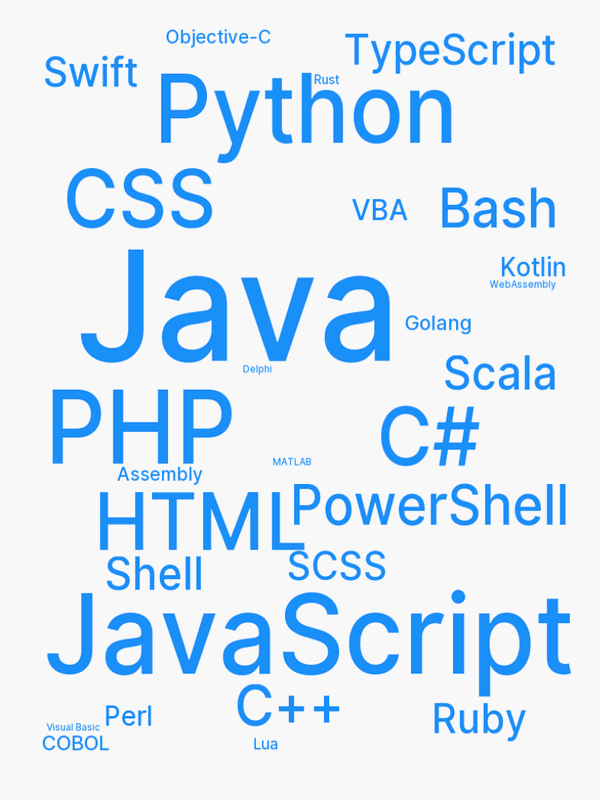 Objective-C
TypeScript
Swift
Rust
Python
CSS
VBA
Bash
Kotlin
WebAssembly
Java
Golang
Delphi
Scala
PHP
C#
MATLAB
Assembly
HTML
PowerShell
Shell
SCSS
JavaScript
C++
Perl
Ruby
Visual Basic
COBOL
Lua